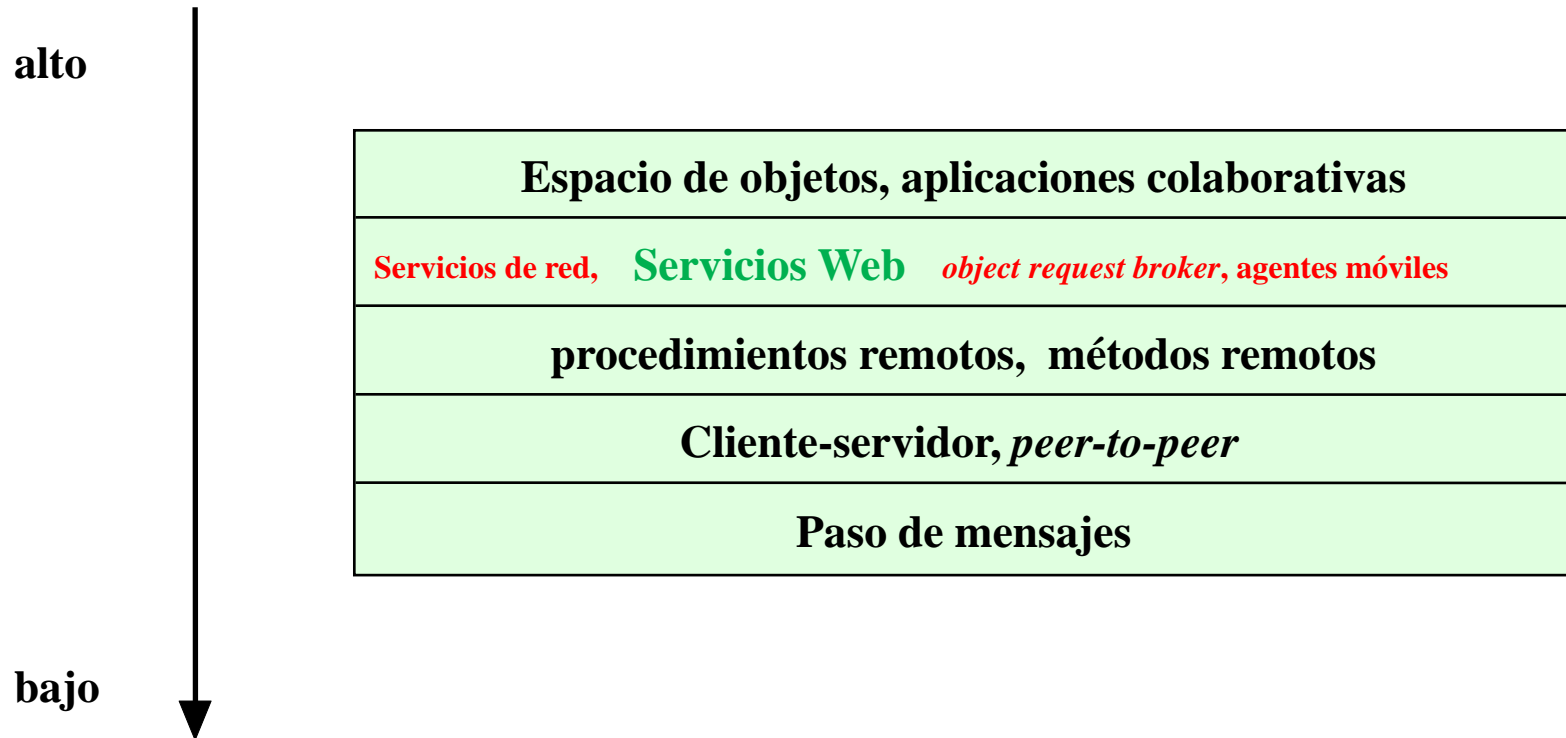 alto
Espacio de objetos, aplicaciones colaborativas
Servicios de red, Servicios Web object request broker, agentes móviles
procedimientos remotos, métodos remotos
Cliente-servidor, peer-to-peer
Paso de mensajes
bajo